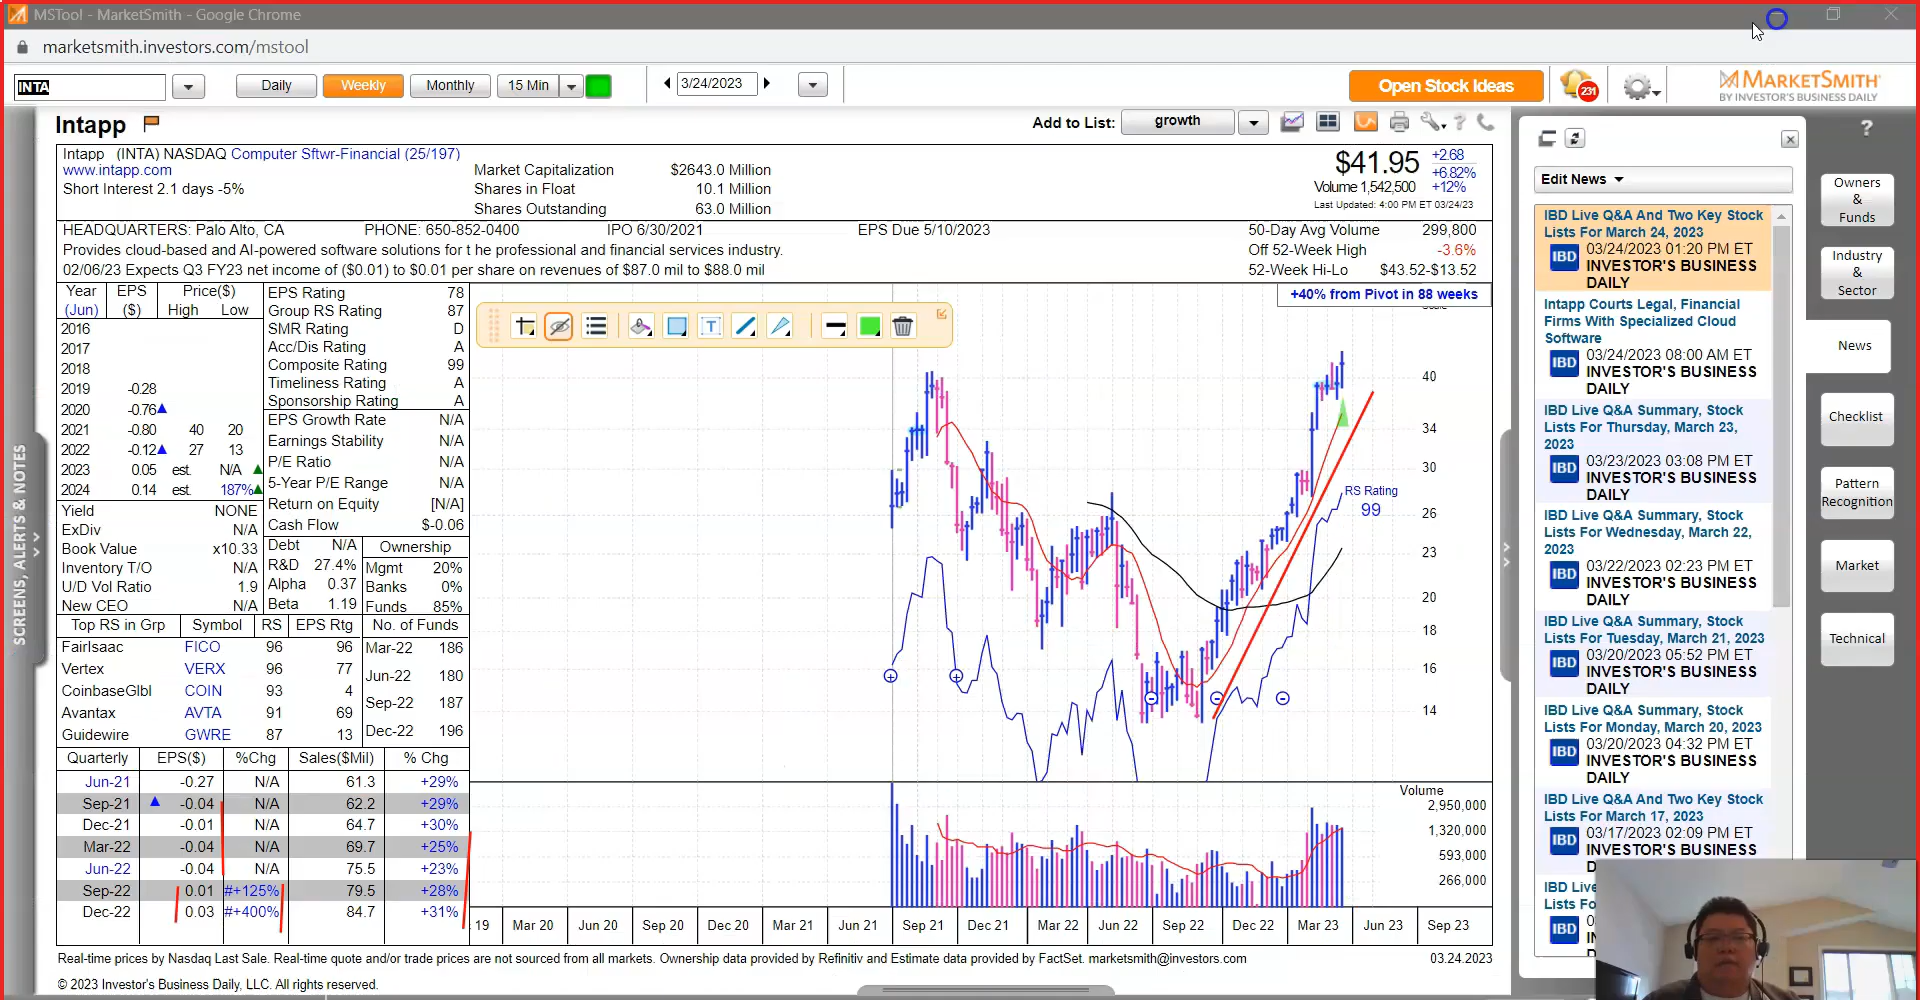 MSTool - MarketSmith - Google Chrome
marketsmith.investors.com/mstool
INTA Daily Weekly Monthly 15 Min 3/24/2023 Open Stock Ideas 231 MARKETSMITH
BY INVESTOR'S BUSINESS DAILY
Intapp Add to List: growth
Intapp (INTA) NASDAQ Computer Sftwr-Financial (25/197)
www.intapp.com
Short Interest 2.1 days -5%
Market Capitalization $2643.0 Million
Shares in Float 10.1 Million
Shares Outstanding 63.0 Million
$41.95 +2.68
+6.82%
Volume 1,542,500 +12%
Last Updated: 4:00 PM ET 03/24/23
HEADQUARTERS: Palo Alto, CA PHONE: 650-852-0400 IPO 6/30/2021 EPS Due 5/10/2023
Provides cloud-based and AI-powered software solutions for t he professional and financial services industry.
02/06/23 Expects Q3 FY23 net income of ($0.01) to $0.01 per share on revenues of $87.0 mil to $88.0 mil
50-Day Avg Volume 299,800
Off 52-Week High -3.6%
52-Week Hi-Lo $43.52-$13.52
Year EPS Price($)
(Jun) ($) High Low
2016
2017
2018
2019 -0.28
2020 -0.76
2021 -0.80 40 20
2022 -0.12 27 13
2023 0.05 est. N/A
2024 0.14 est. 187%
Yield NONE
ExDiv N/A
Book Value x10.33
Inventory T/O N/A
U/D Vol Ratio 1.9
New CEO N/A
EPS Rating 78
Group RS Rating 87
SMR Rating D
Acc/Dis Rating A
Composite Rating 99
Timeliness Rating A
Sponsorship Rating A
EPS Growth Rate N/A
Earnings Stability N/A
P/E Ratio N/A
5-Year P/E Range N/A
Return on Equity [N/A]
Cash Flow $-0.06
Debt N/A
R&D 27.4%
Alpha 0.37
Beta 1.19
Ownership
Mgmt 20%
Banks 0%
Funds 85%
Top RS in Grp Symbol RS EPS Rtg
FairIsaac FICO 96 96
Vertex VERX 96 77
CoinbaseGlbl COIN 93 4
Avantax AVTA 91 69
Guidewire GWRE 87 13
No. of Funds
Mar-22 186
Jun-22 180
Sep-22 187
Dec-22 196
Quarterly EPS($) %Chg Sales($Mil) % Chg
Jun-21 -0.27 N/A 61.3 +29%
Sep-21 -0.04 N/A 62.2 +29%
Dec-21 -0.01 N/A 64.7 +30%
Mar-22 -0.04 N/A 69.7 +25%
Jun-22 -0.04 N/A 75.5 +23%
Sep-22 0.01 #+125% 79.5 +28%
Dec-22 0.03 #+400% 84.7 +31%
+40% from Pivot in 88 weeks
40
34
30
RS Rating
99
26
23
20
18
16
14
Volume
2,950,000
1,320,000
593,000
266,000
19 Mar 20 Jun 20 Sep 20 Dec 20 Mar 21 Jun 21 Sep 21 Dec 21 Mar 22 Jun 22 Sep 22 Dec 22 Mar 23 Jun 23 Sep 23
Real-time prices by Nasdaq Last Sale. Real-time quote and/or trade prices are not sourced from all markets. Ownership data provided by Refinitiv and Estimate data provided by FactSet. marketsmith@investors.com 03.24.2023
© 2023 Investor's Business Daily, LLC. All rights reserved.
SCREENS, ALERTS & NOTES
Edit News
IBD Live Q&A And Two Key Stock
Lists For March 24, 2023
IBD 03/24/2023 01:20 PM ET
INVESTOR'S BUSINESS
DAILY
Intapp Courts Legal, Financial
Firms With Specialized Cloud
Software
IBD 03/24/2023 08:00 AM ET
INVESTOR'S BUSINESS
DAILY
IBD Live Q&A Summary, Stock
Lists For Thursday, March 23,
2023
IBD 03/23/2023 03:08 PM ET
INVESTOR'S BUSINESS
DAILY
IBD Live Q&A Summary, Stock
Lists For Wednesday, March 22,
2023
IBD 03/22/2023 02:23 PM ET
INVESTOR'S BUSINESS
DAILY
IBD Live Q&A Summary, Stock
Lists For Tuesday, March 21, 2023
IBD 03/20/2023 05:52 PM ET
INVESTOR'S BUSINESS
DAILY
IBD Live Q&A Summary, Stock
Lists For Monday, March 20, 2023
IBD 03/20/2023 04:32 PM ET
INVESTOR'S BUSINESS
DAILY
IBD Live Q&A And Two Key Stock
Lists For March 17, 2023
IBD 03/17/2023 02:09 PM ET
INVESTOR'S BUSINESS
IBD Live
IBD
Owners
&
Funds
Industry
&
Sector
News
Checklist
Pattern
Recognition
Market
Technical